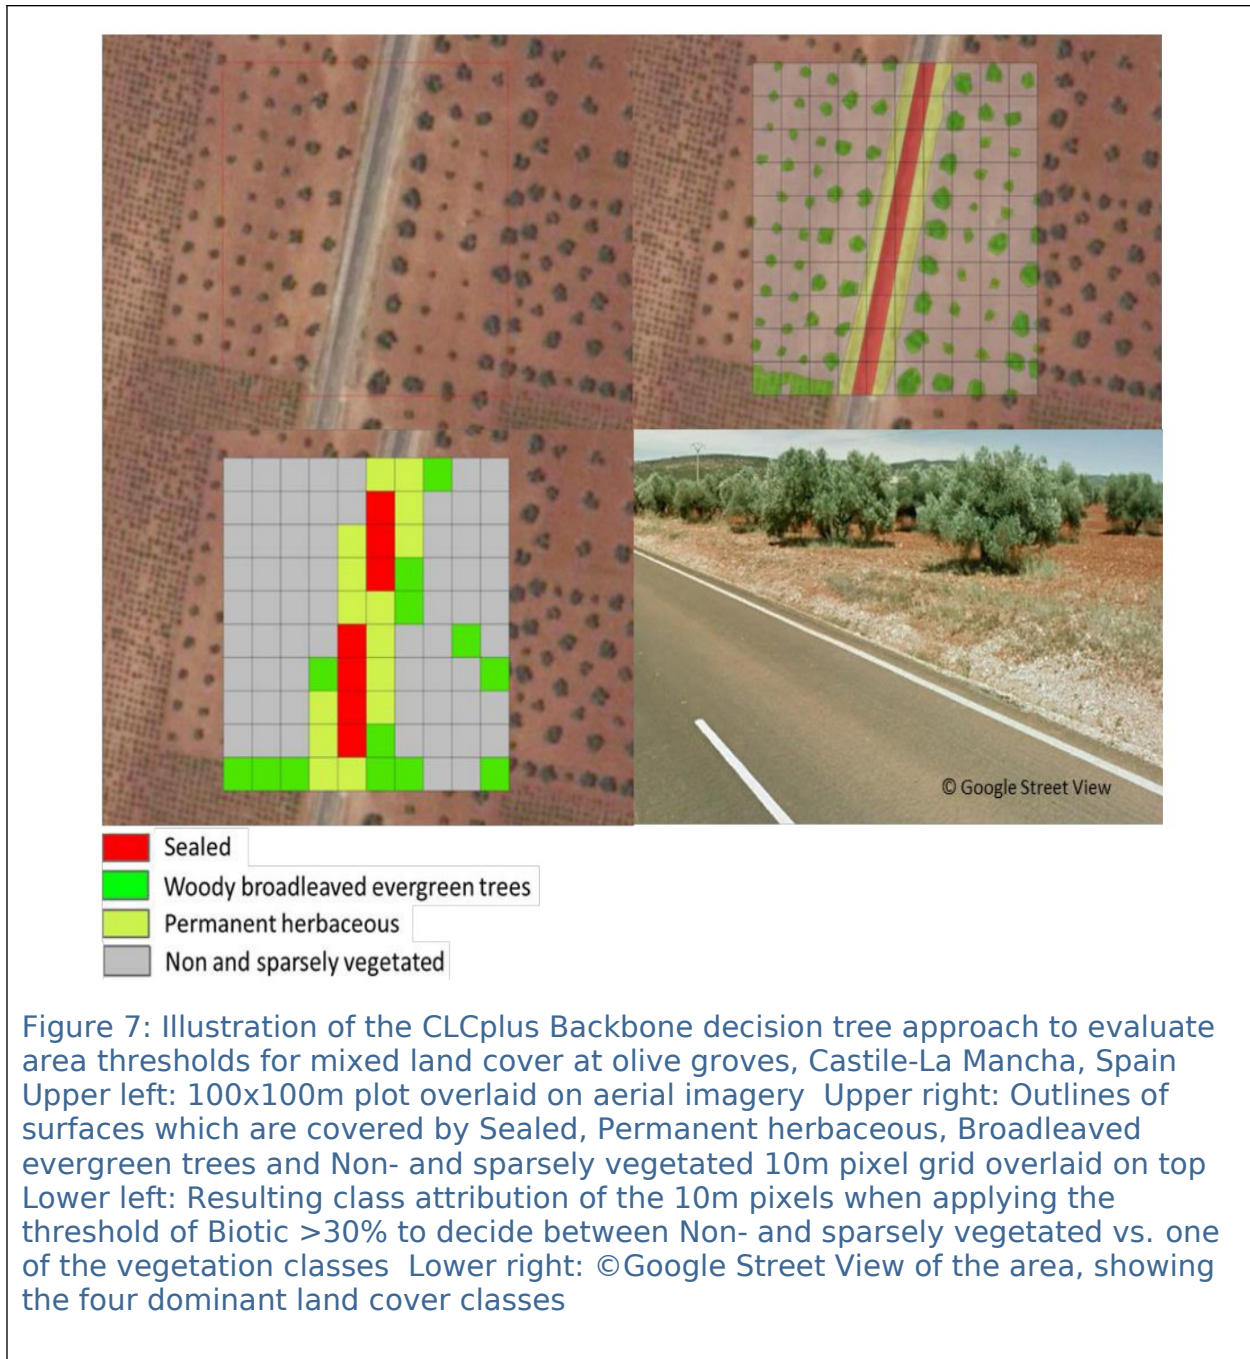 © Google Street View
Sealed
Woody broadleaved evergreen trees
Permanent herbaceous
Non and sparsely vegetated
Figure 7: Illustration of the CLCplus Backbone decision tree approach to evaluate
area thresholds for mixed land cover at olive groves, Castile-La Mancha, Spain
Upper left: 100x100m plot overlaid on aerial imagery  Upper right: Outlines of
surfaces which are covered by Sealed, Permanent herbaceous, Broadleaved
evergreen trees and Non- and sparsely vegetated 10m pixel grid overlaid on top
Lower left: Resulting class attribution of the 10m pixels when applying the
threshold of Biotic >30% to decide between Non- and sparsely vegetated vs. one
of the vegetation classes  Lower right: ©Google Street View of the area, showing
the four dominant land cover classes